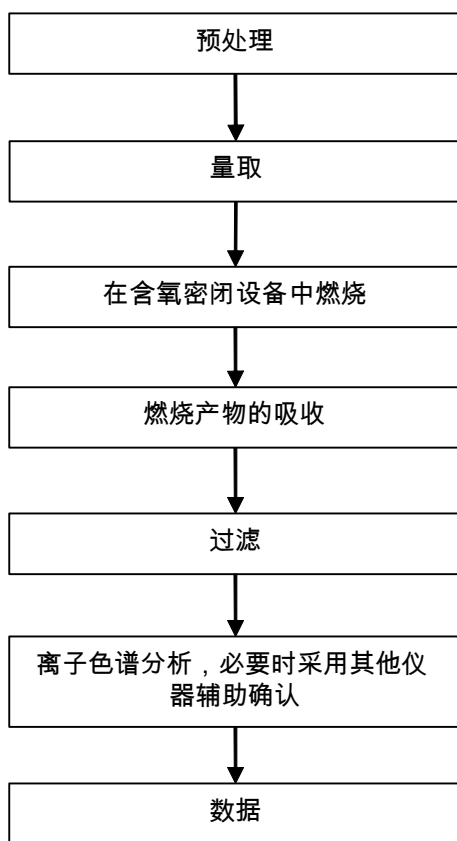 预处理
量取
在含氧密闭设备中燃烧
燃烧产物的吸收
过滤
离子色谱分析，必要时采用其他仪
器辅助确认
数据